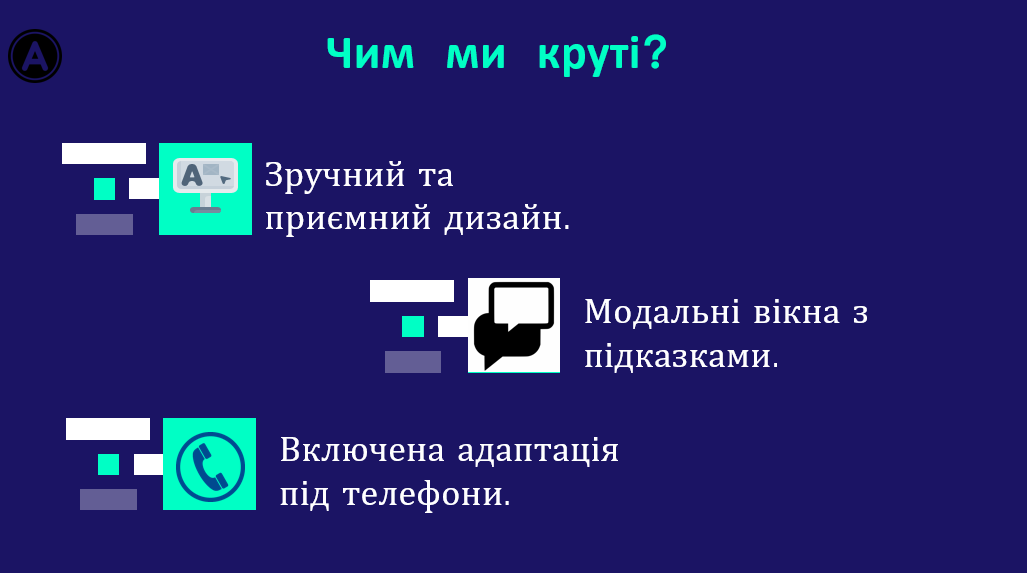 A
Чим ми круті?
A
Зручний та
приємний дизайн.
Модальні вікна з
підказками.
Включена адаптація
під телефони.